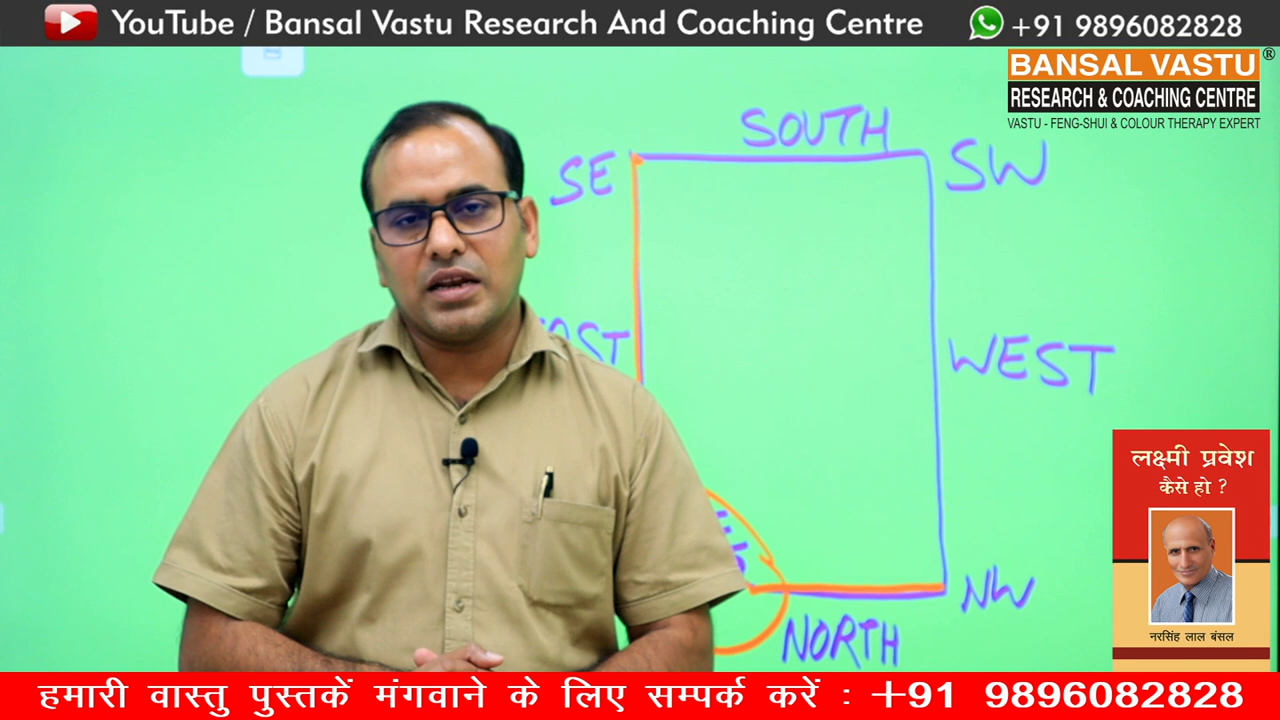 YouTube / Bansal Vastu Research And Coaching Centre +91 9896082828
BANSAL VASTU®
RESEARCH & COACHING CENTRE
VASTU - FENG-SHUI & COLOUR THERAPY EXPERT
SOUTH
SE
SW
WEST
NW
NORTH
लक्ष्मी प्रवेश
कैसे हो ?
नरसिंह लाल बंसल
हमारी वास्तु पुस्तकें मंगवाने के लिए सम्पर्क करें : +91 9896082828